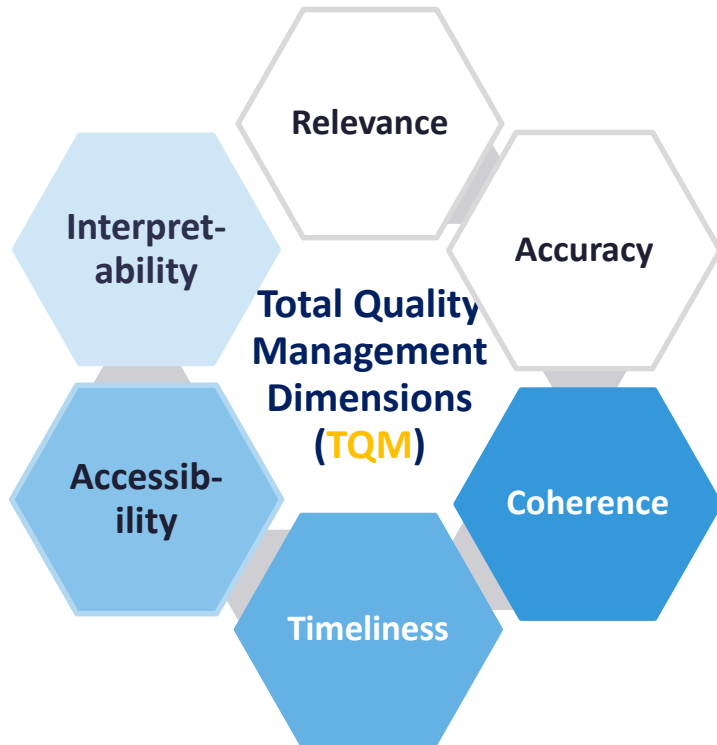 Relevance
Accuracy
Coherence
Timeliness
Accessib-
ility
Interpret-
ability
Total Quality
Management
Dimensions
(TQM)